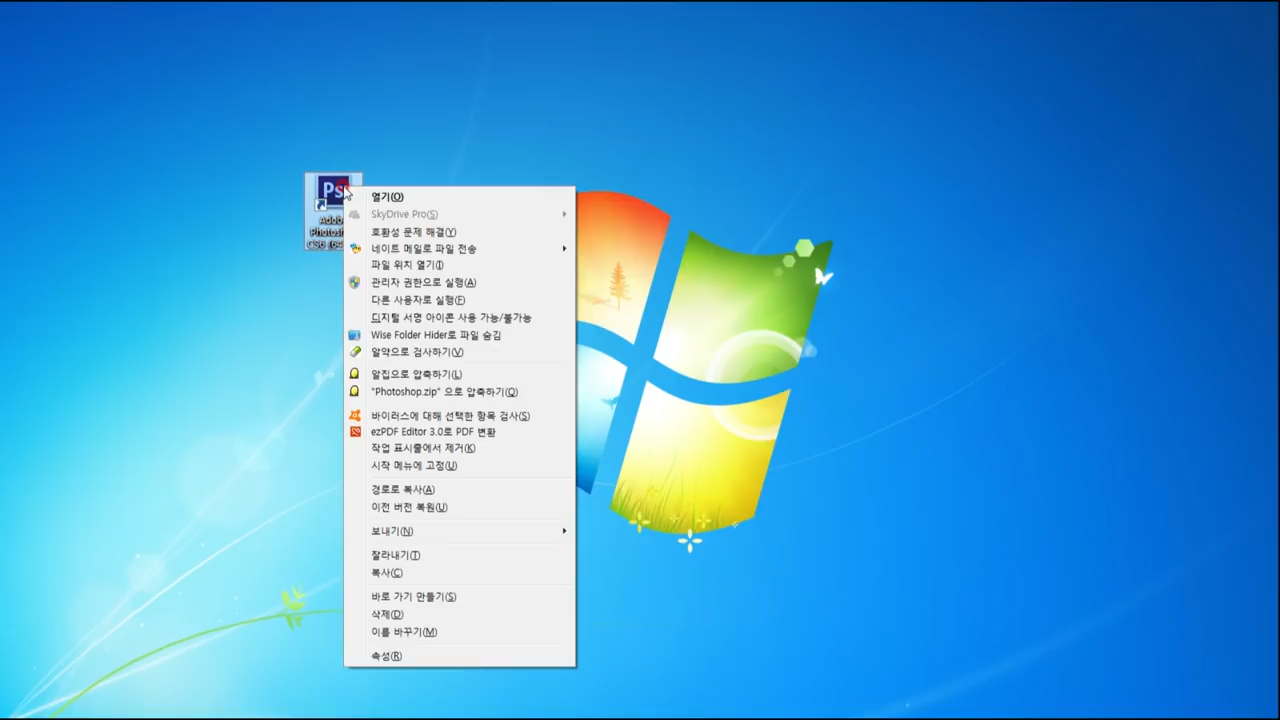 Ps
Adob
Photosh
CS6 (64
열기(O)
SkyDrive Pro(S)
호환성 문제 해결(Y)
네이트 메일로 파일 전송
파일 위치 열기(I)
관리자 권한으로 실행(A)
다른 사용자로 실행(F)
디지털 서명 아이콘 사용 가능/불가능
Wise Folder Hider로 파일 숨김
알약으로 검사하기(V)
알집으로 압축하기(L)
"Photoshop.zip" 으로 압축하기(Q)
바이러스에 대해 선택한 항목 검사(S)
ezPDF Editor 3.0로 PDF 변환
작업 표시줄에서 제거(K)
시작 메뉴에 고정(U)
경로로 복사(A)
이전 버전 복원(U)
보내기(N)
잘라내기(T)
복사(C)
바로 가기 만들기(S)
삭제(D)
이름 바꾸기(M)
속성(R)